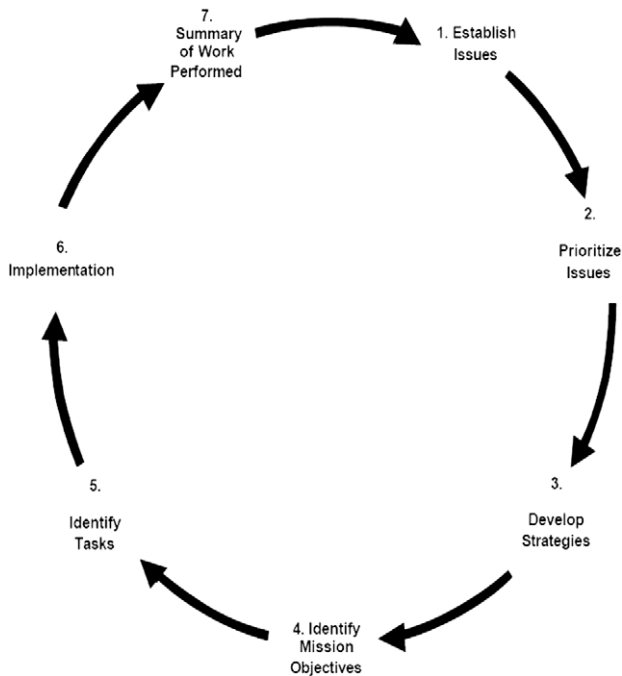 1. Establish
Issues
2.
Prioritize
Issues
3.
Develop
Strategies
4. Identify
Mission
Objectives
5.
Identify
Tasks
6.
Implementation
7.
Summary
of Work
Performed